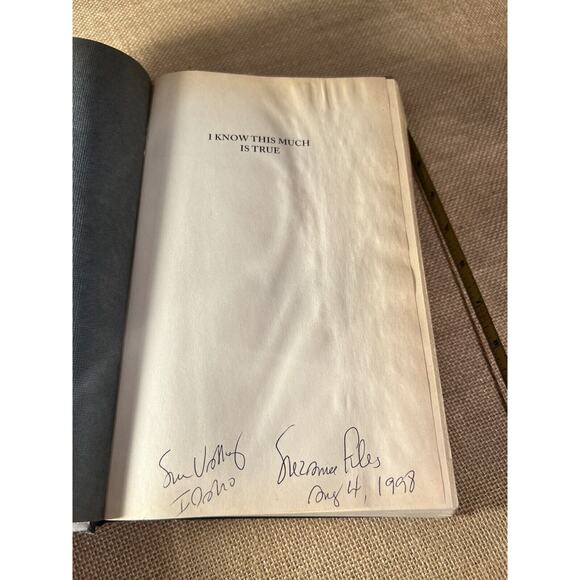 I KNOW THIS MUCH
IS TRUE
Sun Valley
Idaho
Suzanne
Aug 4, 1998